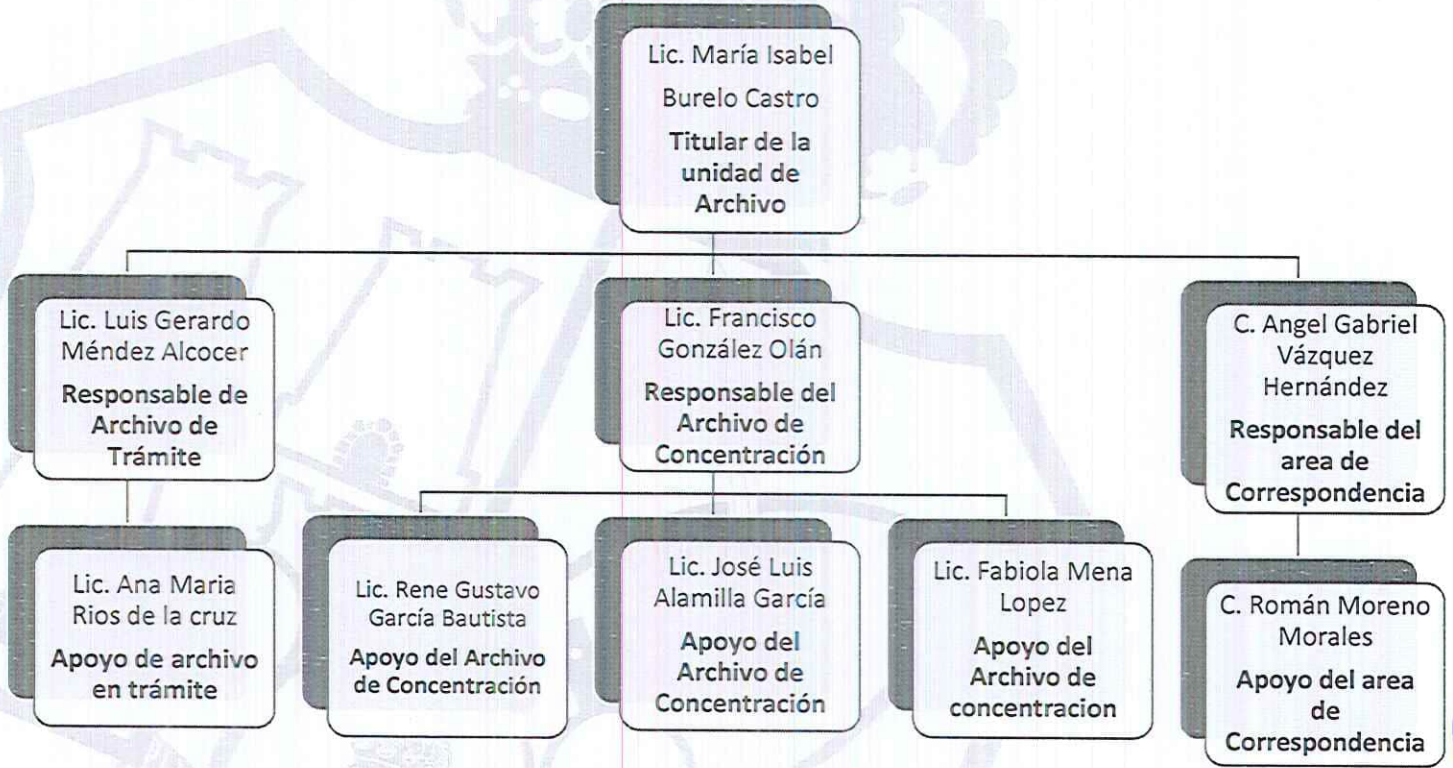 Lic. María Isabel
Burelo Castro
Titular de la
unidad de
Archivo
Lic. Luis Gerardo
Méndez Alcocer
Responsable de
Archivo de
Trámite
Lic. Francisco
González Olán
Responsable del
Archivo de
Concentración
C. Angel Gabriel
Vázquez
Hernández
Responsable del
area de
Correspondencia
Lic. Ana Maria
Rios de la cruz
Apoyo de archivo
en trámite
Lic. Rene Gustavo
García Bautista
Apoyo del Archivo
de Concentración
Lic. José Luis
Alamilla García
Apoyo del
Archivo de
Concentración
Lic. Fabiola Mena
Lopez
Apoyo del
Archivo de
concentracion
C. Román Moreno
Morales
Apoyo del area
de
Correspondencia